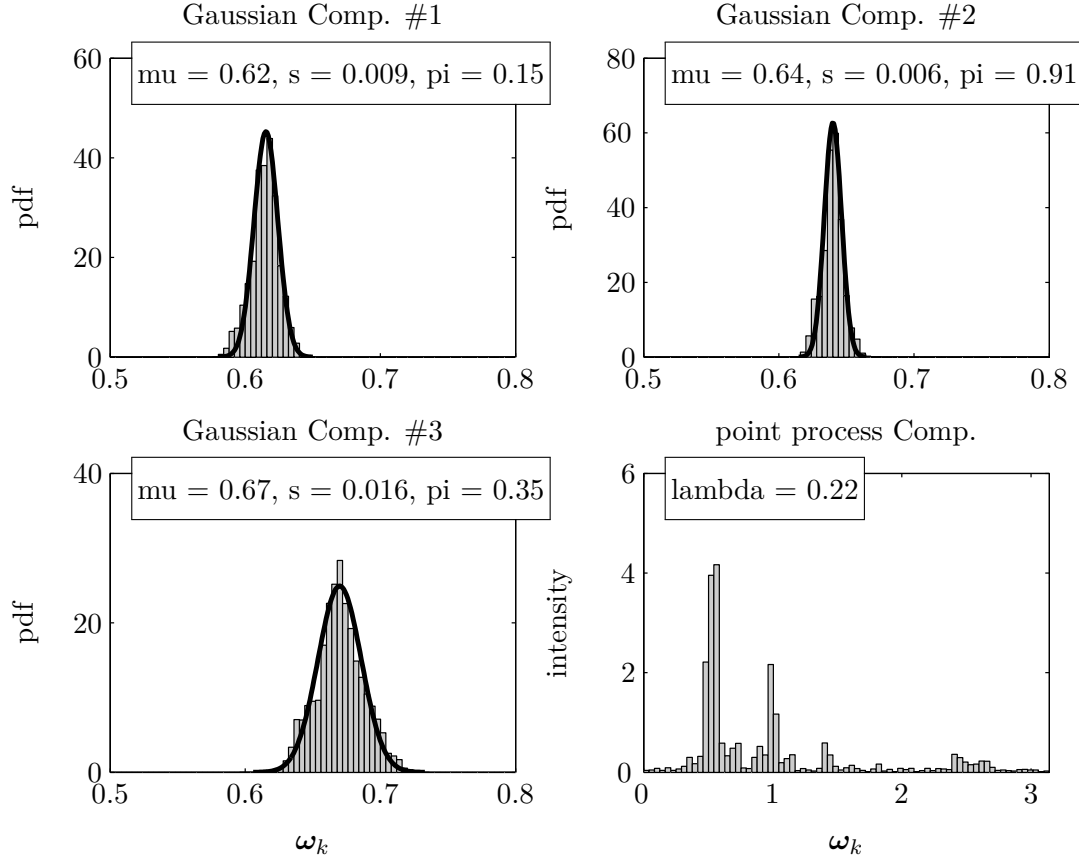 Gaussian Comp. #1
Gaussian Comp. #2
60
mu = 0.62, s = 0.009, pi = 0.15
40
pdf
20
0
0.5 0.6 0.7 0.8
80
mu = 0.64, s = 0.006, pi = 0.91
60
40
pdf
20
0
0.5 0.6 0.7 0.8
Gaussian Comp. #3
point process Comp.
40
mu = 0.67, s = 0.016, pi = 0.35
30
20
pdf
10
0
0.5 0.6 0.7 0.8
ω_k
6
lambda = 0.22
4
intensity
2
0
0 1 2 3
ω_k